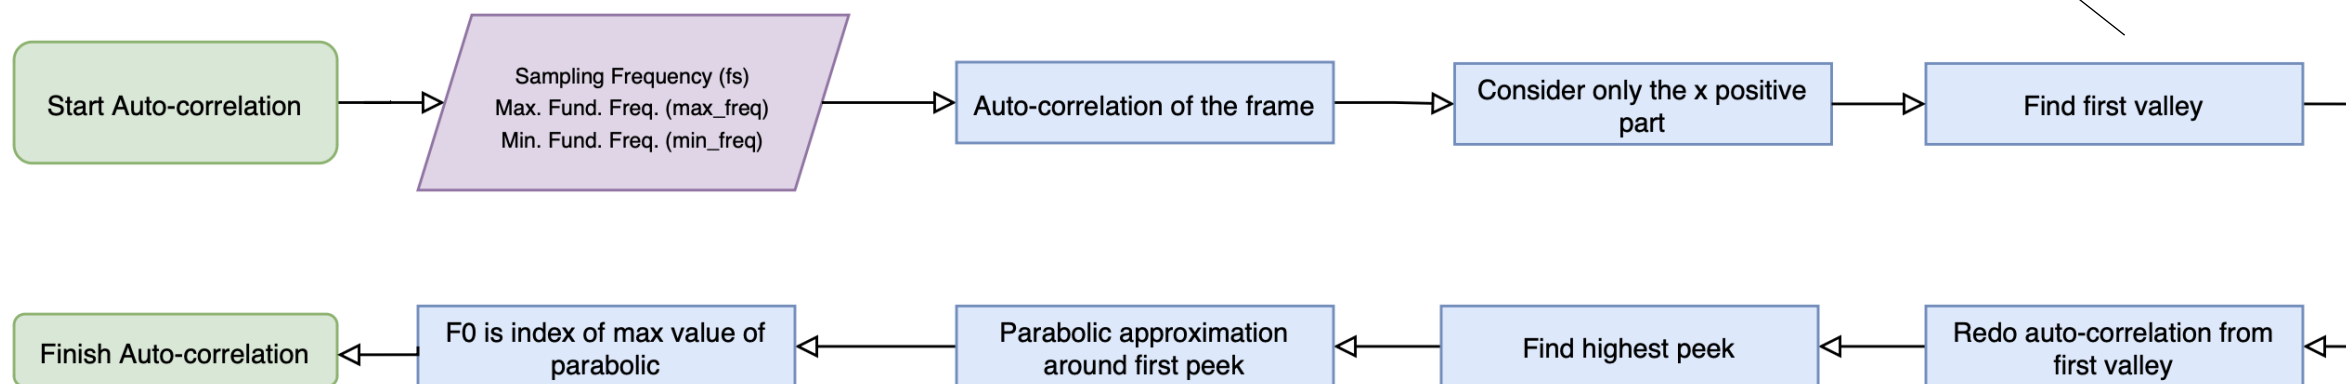 Start Auto-correlation
Sampling Frequency (fs)
Max. Fund. Freq. (max_freq)
Min. Fund. Freq. (min_freq)
Auto-correlation of the frame
Consider only the x positive
part
Find first valley
Redo auto-correlation from
first valley
Find highest peek
Parabolic approximation
around first peek
F0 is index of max value of
parabolic
Finish Auto-correlation